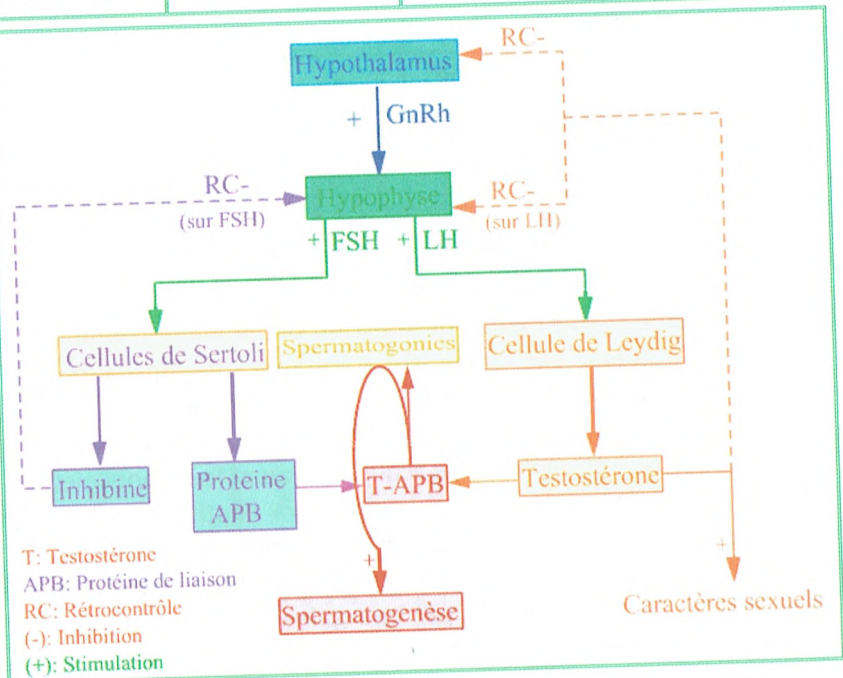 RC-
Hypothalamus
+ GnRh
RC-
(sur FSH)
Hypophyse
RC-
(sur LH)
+ FSH + LH
Cellules de Sertoli
Spermatogonies
Cellule de Leydig
Inhibine
Proteine
APB
T-APB
Testostérone
+
+
Spermatogenèse
Caractères sexuels
T: Testostérone
APB: Protéine de liaison
RC: Rétrocontrôle
(-): Inhibition
(+): Stimulation